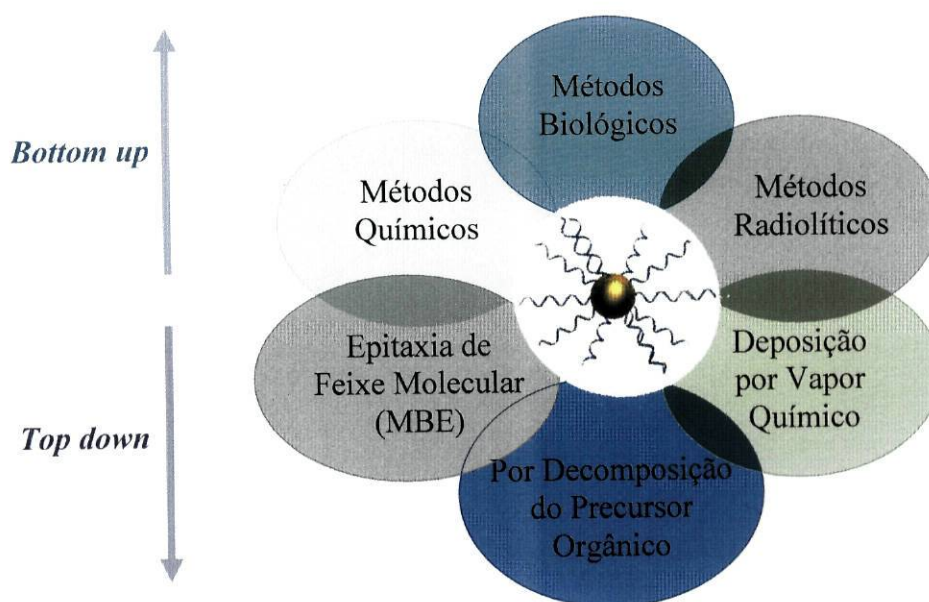 Métodos
Biológicos
Bottom up
Métodos
Químicos
Métodos
Radiolíticos
Epitaxia de
Feixe Molecular
(MBE)
Deposição
por Vapor
Químico
Top down
Por Decomposição
do Precursor
Orgânico